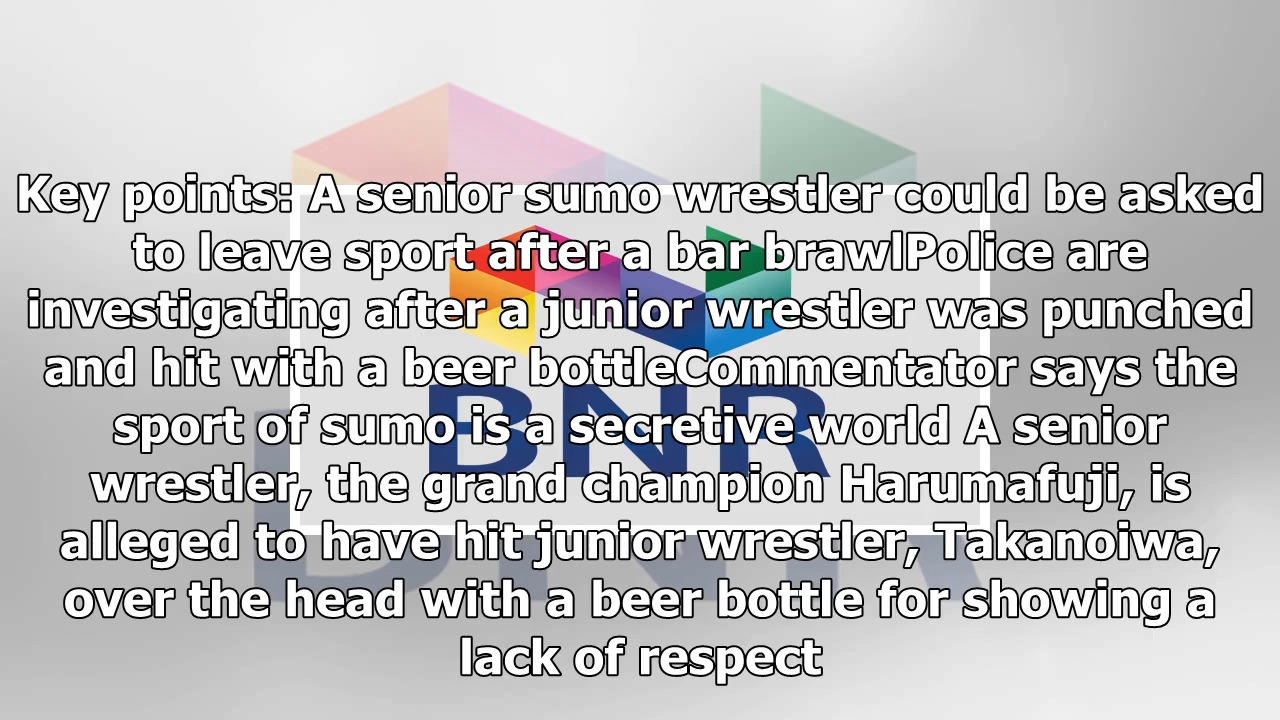 Key points: A senior sumo wrestler could be asked
to leave sport after a bar brawlPolice are
investigating after a junior wrestler was punched
and hit with a beer bottleCommentator says the
sport of sumo is a secretive world A senior
wrestler, the grand champion Harumafuji, is
alleged to have hit junior wrestler, Takanoiwa,
over the head with a beer bottle for showing a
lack of respect
BNR
BNR